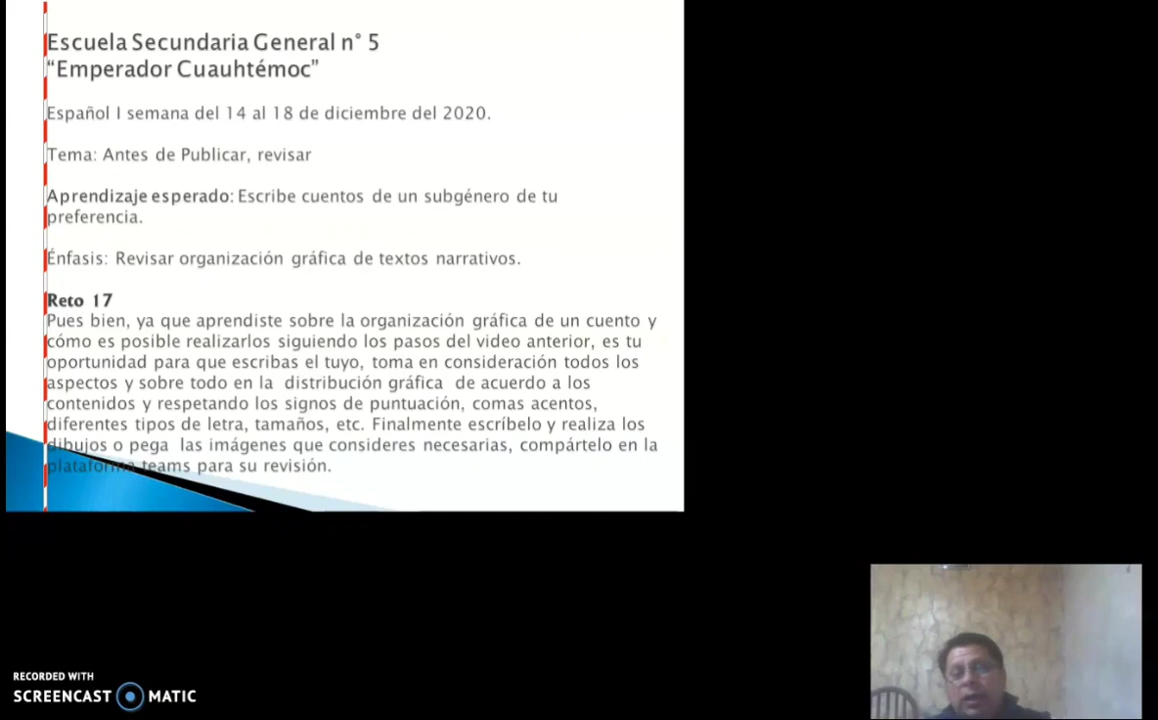 Escuela Secundaria General n° 5
“Emperador Cuauhtémoc”
Español I semana del 14 al 18 de diciembre del 2020.
Tema: Antes de Publicar, revisar
Aprendizaje esperado: Escribe cuentos de un subgénero de tu
preferencia.
Énfasis: Revisar organización gráfica de textos narrativos.
Reto 17
Pues bien, ya que aprendiste sobre la organización gráfica de un cuento y
cómo es posible realizarlos siguiendo los pasos del video anterior, es tu
oportunidad para que escribas el tuyo, toma en consideración todos los
aspectos y sobre todo en la distribución gráfica de acuerdo a los
contenidos y respetando los signos de puntuación, comas acentos,
diferentes tipos de letra, tamaños, etc. Finalmente escríbelo y realiza los
dibujos o pega las imágenes que consideres necesarias, compártelo en la
plataforma teams para su revisión.
RECORDED WITH
SCREENCAST MATIC